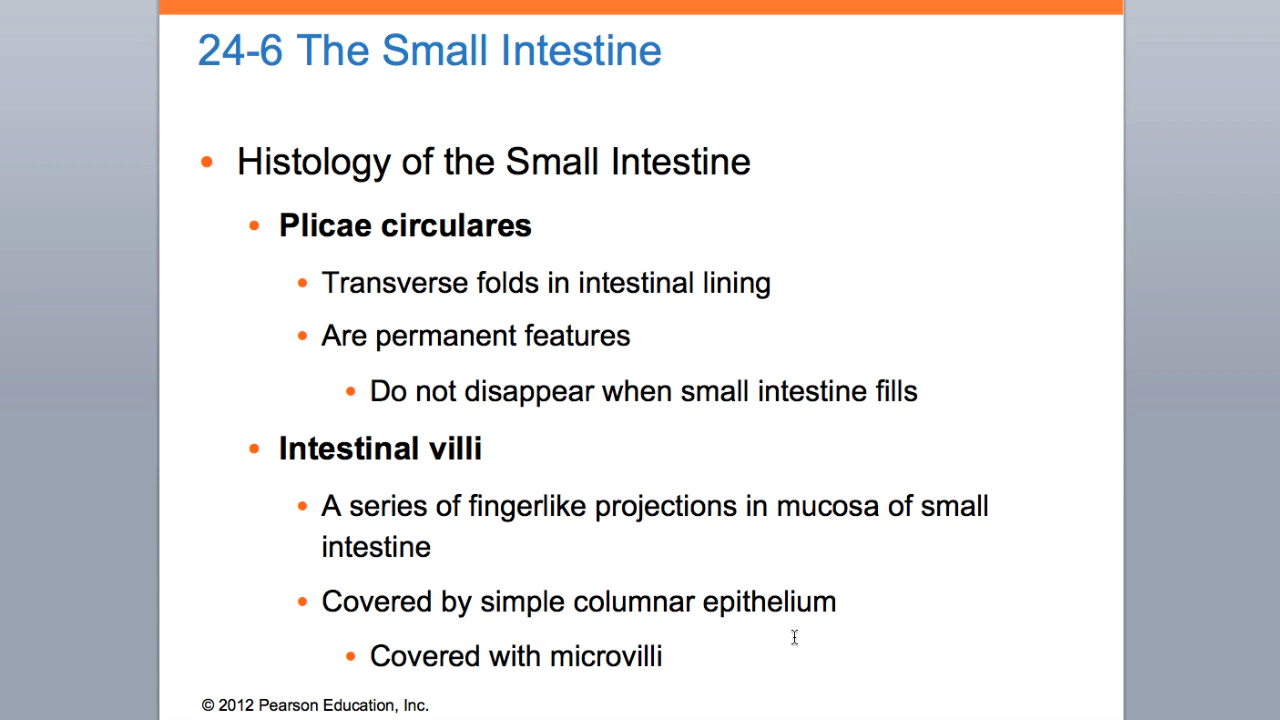 24-6 The Small Intestine
• Histology of the Small Intestine
• Plicae circulares
• Transverse folds in intestinal lining
• Are permanent features
• Do not disappear when small intestine fills
• Intestinal villi
• A series of fingerlike projections in mucosa of small
intestine
• Covered by simple columnar epithelium
• Covered with microvilli
© 2012 Pearson Education, Inc.